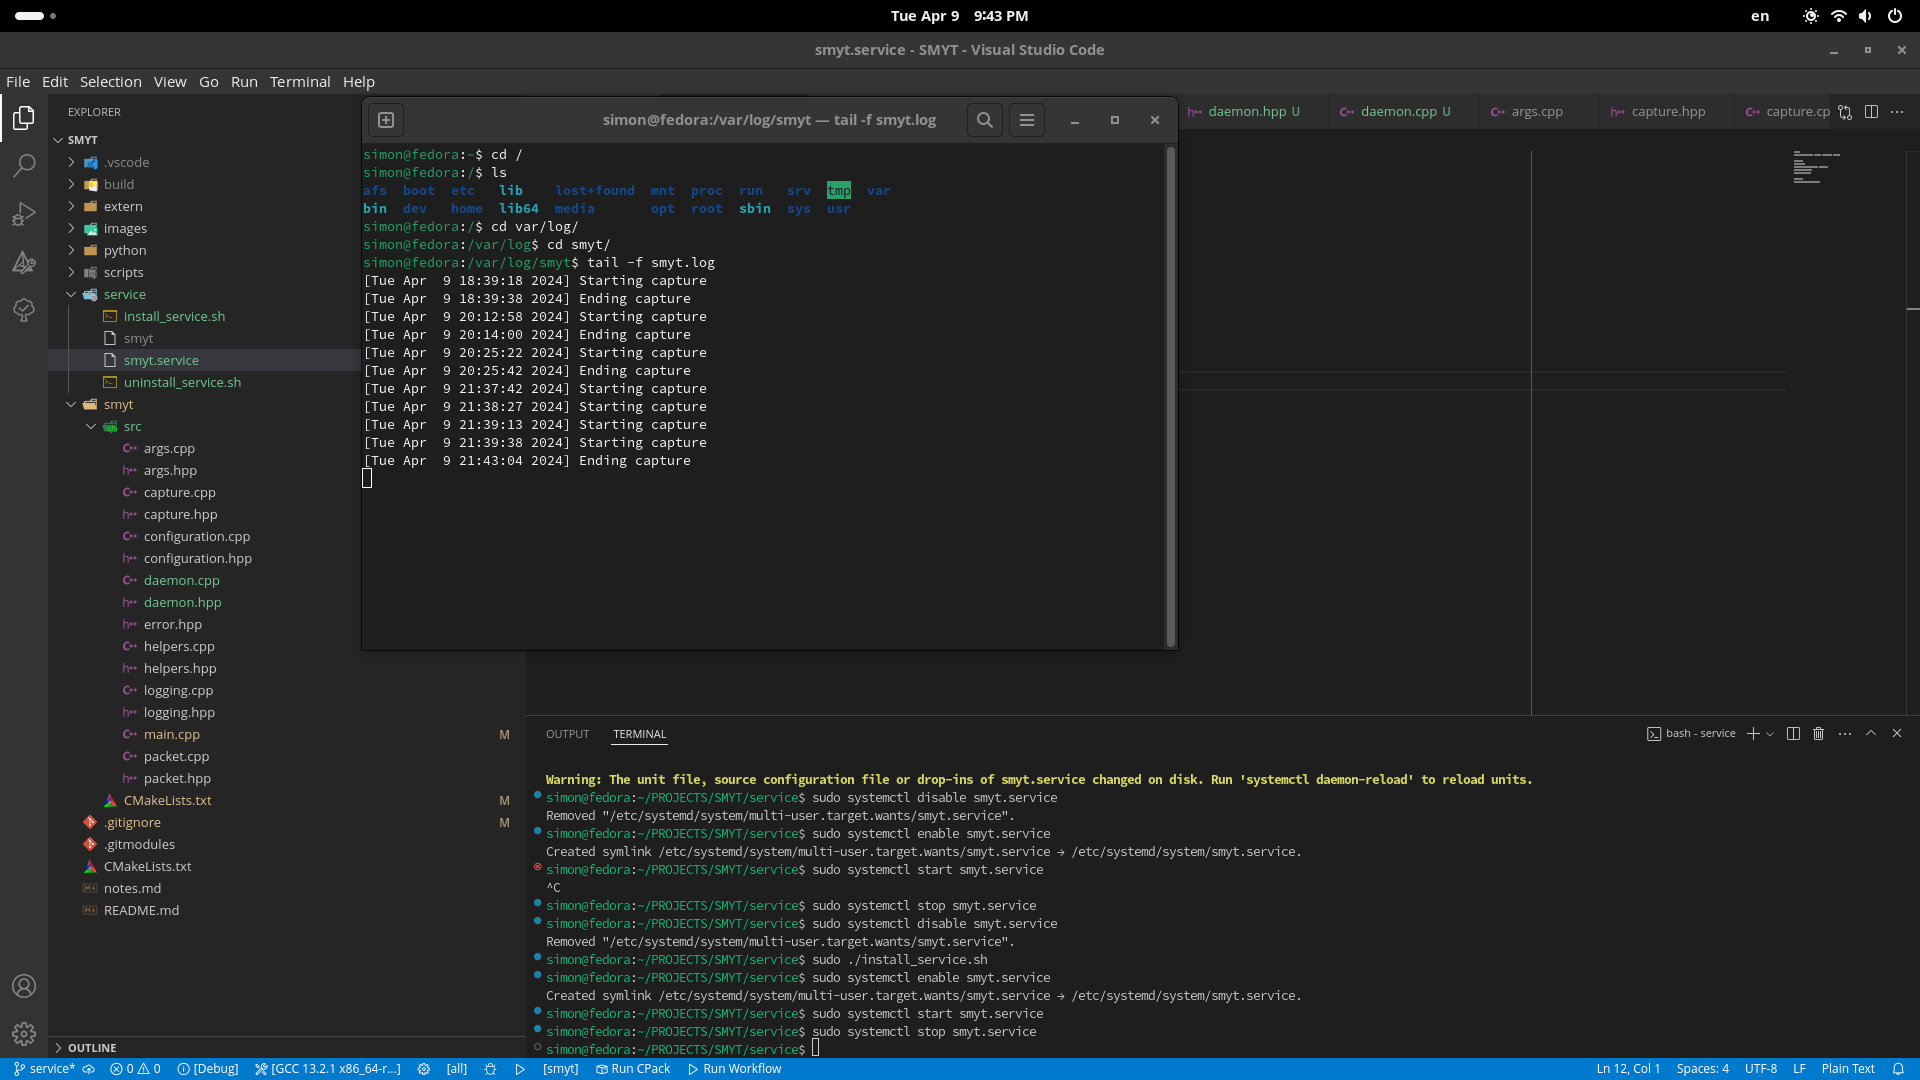 Tue Apr 9 9:43 PM
en
smyt.service - SMYT - Visual Studio Code
File Edit Selection View Go Run Terminal Help
EXPLORER
SMYT
.vscode
build
extern
images
python
scripts
service
install_service.sh
smyt
smyt.service
uninstall_service.sh
smyt
src
args.cpp
args.hpp
capture.cpp
capture.hpp
configuration.cpp
configuration.hpp
daemon.cpp
daemon.hpp
error.hpp
helpers.cpp
helpers.hpp
logging.cpp
logging.hpp
main.cpp M
packet.cpp
packet.hpp
CMakeLists.txt M
.gitignore M
.gitmodules
CMakeLists.txt
notes.md
README.md
OUTLINE
daemon.hpp U daemon.cpp U args.cpp capture.hpp capture.cp
simon@fedora:/var/log/smyt — tail -f smyt.log
simon@fedora:~$ cd /
simon@fedora:/$ ls
afs boot etc lib lost+found mnt proc run srv tmp var
bin dev home lib64 media opt root sbin sys usr
simon@fedora:/$ cd var/log/
simon@fedora:/var/log$ cd smyt/
simon@fedora:/var/log/smyt$ tail -f smyt.log
[Tue Apr  9 18:39:18 2024] Starting capture
[Tue Apr  9 18:39:38 2024] Ending capture
[Tue Apr  9 20:12:58 2024] Starting capture
[Tue Apr  9 20:14:00 2024] Ending capture
[Tue Apr  9 20:25:22 2024] Starting capture
[Tue Apr  9 20:25:42 2024] Ending capture
[Tue Apr  9 21:37:42 2024] Starting capture
[Tue Apr  9 21:38:27 2024] Starting capture
[Tue Apr  9 21:39:13 2024] Starting capture
[Tue Apr  9 21:39:38 2024] Starting capture
[Tue Apr  9 21:43:04 2024] Ending capture
OUTPUT TERMINAL
bash - service
Warning: The unit file, source configuration file or drop-ins of smyt.service changed on disk. Run 'systemctl daemon-reload' to reload units.
simon@fedora:~/PROJECTS/SMYT/service$ sudo systemctl disable smyt.service
Removed "/etc/systemd/system/multi-user.target.wants/smyt.service".
simon@fedora:~/PROJECTS/SMYT/service$ sudo systemctl enable smyt.service
Created symlink /etc/systemd/system/multi-user.target.wants/smyt.service → /etc/systemd/system/smyt.service.
simon@fedora:~/PROJECTS/SMYT/service$ sudo systemctl start smyt.service
^C
simon@fedora:~/PROJECTS/SMYT/service$ sudo systemctl stop smyt.service
simon@fedora:~/PROJECTS/SMYT/service$ sudo systemctl disable smyt.service
Removed "/etc/systemd/system/multi-user.target.wants/smyt.service".
simon@fedora:~/PROJECTS/SMYT/service$ sudo ./install_service.sh
simon@fedora:~/PROJECTS/SMYT/service$ sudo systemctl enable smyt.service
Created symlink /etc/systemd/system/multi-user.target.wants/smyt.service → /etc/systemd/system/smyt.service.
simon@fedora:~/PROJECTS/SMYT/service$ sudo systemctl start smyt.service
simon@fedora:~/PROJECTS/SMYT/service$ sudo systemctl stop smyt.service
simon@fedora:~/PROJECTS/SMYT/service$
service* 0 0 [Debug] [GCC 13.2.1 x86_64-r...] [all] [smyt] Run CPack Run Workflow Ln 12, Col 1 Spaces: 4 UTF-8 LF Plain Text